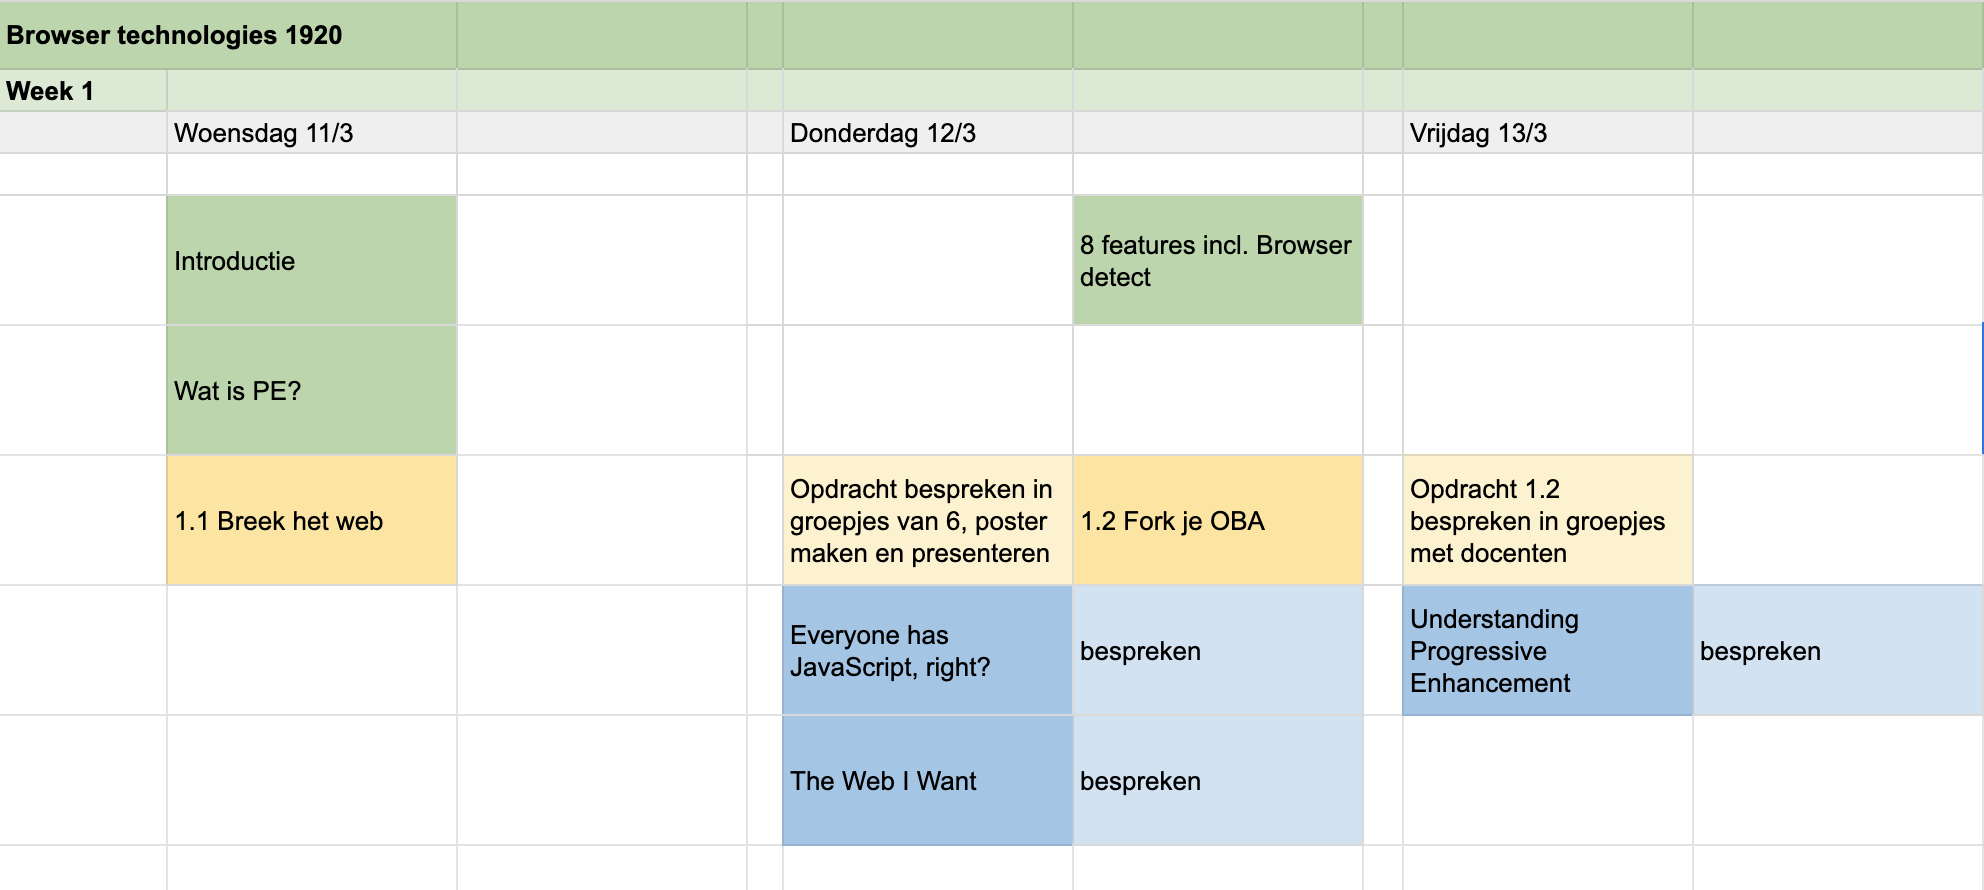 Browser technologies 1920
Week 1
Woensdag 11/3
Donderdag 12/3
Vrijdag 13/3
Introductie
8 features incl. Browser
detect
Wat is PE?
1.1 Breek het web
Opdracht bespreken in
groepjes van 6, poster
maken en presenteren
1.2 Fork je OBA
Opdracht 1.2
bespreken in groepjes
met docenten
Everyone has
JavaScript, right?
bespreken
Understanding
Progressive
Enhancement
bespreken
The Web I Want
bespreken